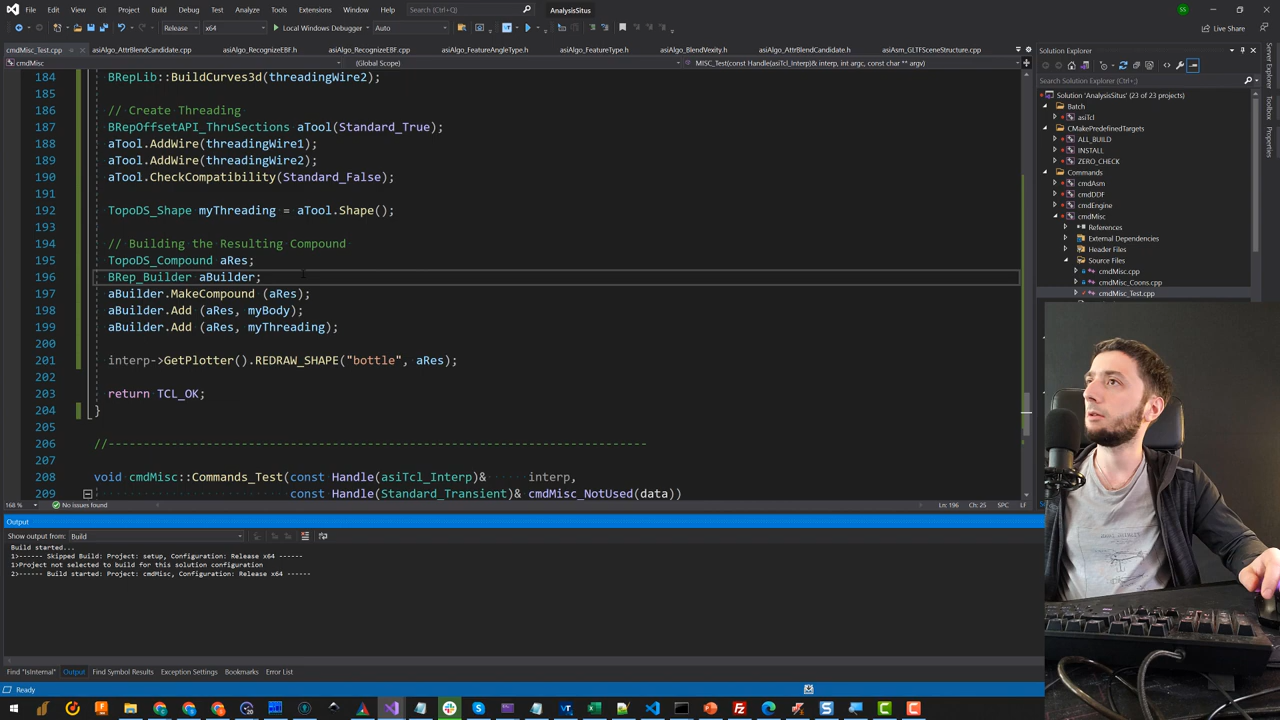 File Edit View Git Project Build Debug Test Analyze Tools Extensions Window Help Search (Ctrl+Q) AnalysisSitus SS
Release x64 Local Windows Debugger Auto Live Share
cmdMisc_Test.cpp asiAlgo_AttrBlendCandidate.cpp asiAlgo_RecognizeEBF.h asiAlgo_RecognizeEBF.cpp asiAlgo_FeatureAngleType.h asiAlgo_FeatureType.h asiAlgo_BlendVexity.h asiAlgo_AttrBlendCandidate.h asiAsm_GLTFSceneStructure.cpp
cmdMisc (Global Scope) MISC_Test(const Handle(asiTcl_Interp)& interp, int argc, const char ** argv)
184 BRepLib::BuildCurves3d(threadingWire2);
185
186 // Create Threading
187 BRepOffsetAPI_ThruSections aTool(Standard_True);
188 aTool.AddWire(threadingWire1);
189 aTool.AddWire(threadingWire2);
190 aTool.CheckCompatibility(Standard_False);
191
192 TopoDS_Shape myThreading = aTool.Shape();
193
194 // Building the Resulting Compound
195 TopoDS_Compound aRes;
196 BRep_Builder aBuilder;
197 aBuilder.MakeCompound (aRes);
198 aBuilder.Add (aRes, myBody);
199 aBuilder.Add (aRes, myThreading);
200
201 interp->GetPlotter().REDRAW_SHAPE("bottle", aRes);
202
203 return TCL_OK;
204 }
205
206 //-----------------------------------------------------------------------------
207
208 void cmdMisc::Commands_Test(const Handle(asiTcl_Interp)& interp,
209 const Handle(Standard_Transient)& cmdMisc_NotUsed(data))
168 % No issues found Ln: 196 Ch: 25 SPC LF
Output
Show output from: Build
Build started...
1>------ Skipped Build: Project: setup, Configuration: Release x64 ------
1>Project not selected to build for this solution configuration
2>------ Build started: Project: cmdMisc, Configuration: Release x64 ------
Find "IsInternal" Output Find Symbol Results Exception Settings Bookmarks Error List
Ready
Solution Explorer
Search Solution Explorer (Ctrl+;)
Solution 'AnalysisSitus' (23 of 23 projects)
Batch
asiTcl
CMakePredefinedTargets
ALL_BUILD
INSTALL
ZERO_CHECK
Commands
cmdAsm
cmdDDF
cmdEngine
cmdMisc
References
External Dependencies
Header Files
Source Files
cmdMisc.cpp
cmdMisc_Coons.cpp
cmdMisc_Test.cpp
Server Explorer
Toolbox
Properties